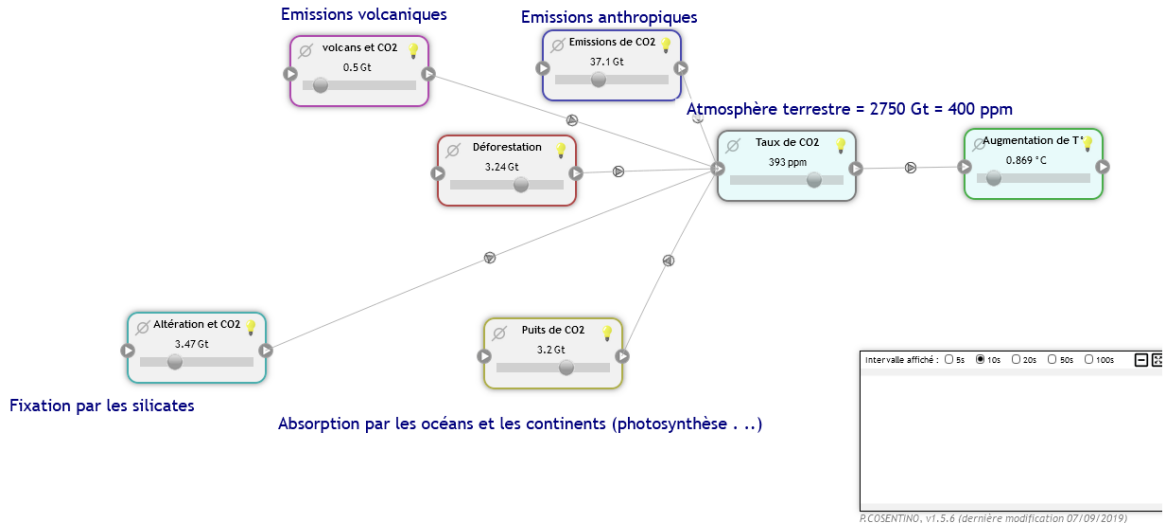 Emissions volcaniques
Emissions anthropiques
volcans et CO2
0.5 Gt
Emissions de CO2
37.1 Gt
Atmosphère terrestre = 2750 Gt = 400 ppm
Déforestation
3.24 Gt
Taux de CO2
393 ppm
Augmentation de T°
0.869 °C
Altération et CO2
3.47 Gt
Puits de CO2
3.2 Gt
Fixation par les silicates
Absorption par les océans et les continents (photosynthèse . ..)
Intervalle affiché : 5s 10s 20s 50s 100s
P.COSENTINO, v1.5.6 (dernière modification 07/09/2019)